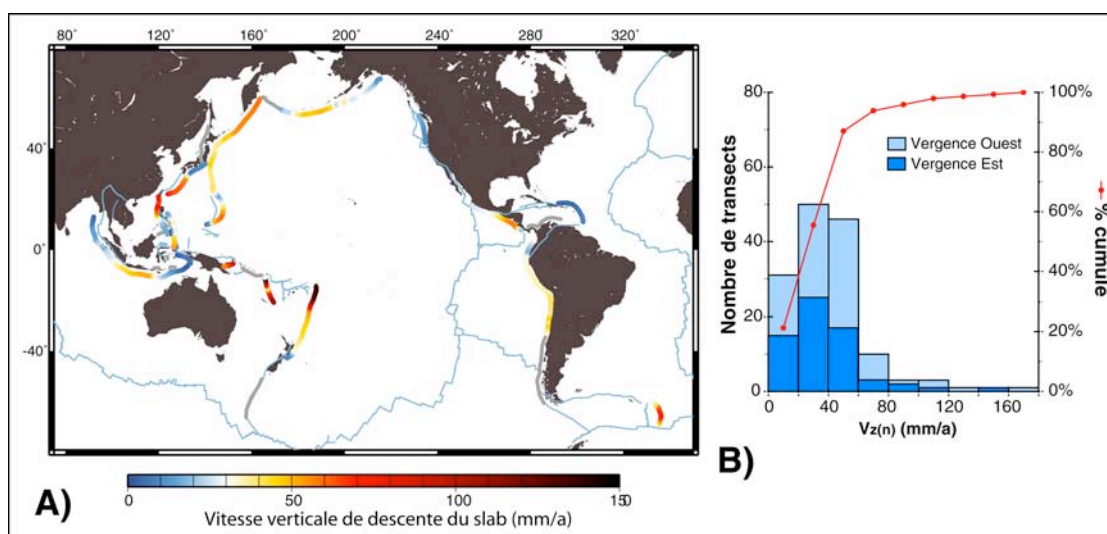 80° 120° 160° 200° 240° 280° 320°
40°
0°
-40°
A)
0 50 100 15
Vitesse verticale de descente du slab (mm/a)
Nombre de transects
80
60
40
20
0
Vergence Ouest
Vergence Est
100%
80%
60%
40%
20%
0%
% cumule
0 40 80 120 160
Vz(n) (mm/a)
B)